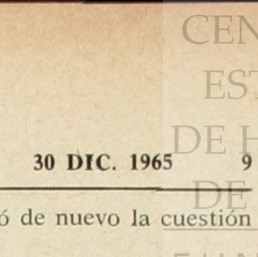 CEN
EST
DE H
30 DIC. 1965 9
DE
ó de nuevo la cuestión